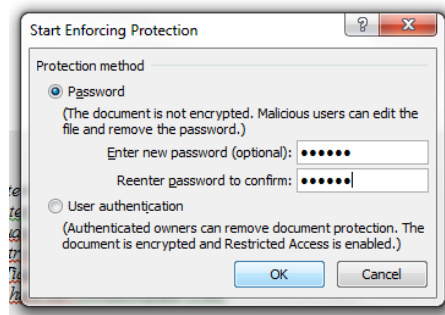 Start Enforcing Protection
Protection method
Password
(The document is not encrypted. Malicious users can edit the
file and remove the password.)
Enter new password (optional): ●●●●●●
Reenter password to confirm: ●●●●●●
User authentication
(Authenticated owners can remove document protection. The
document is encrypted and Restricted Access is enabled.)
OK Cancel